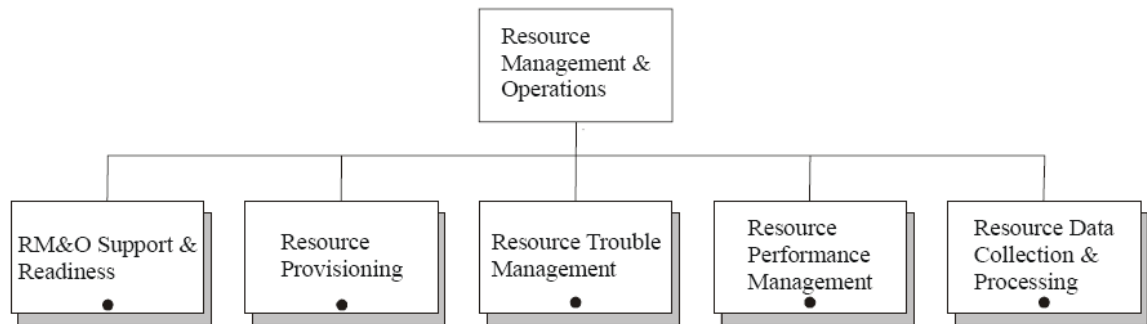 Resource
Management &
Operations
RM&O Support &
Readiness
Resource
Provisioning
Resource Trouble
Management
Resource
Performance
Management
Resource Data
Collection &
Processing